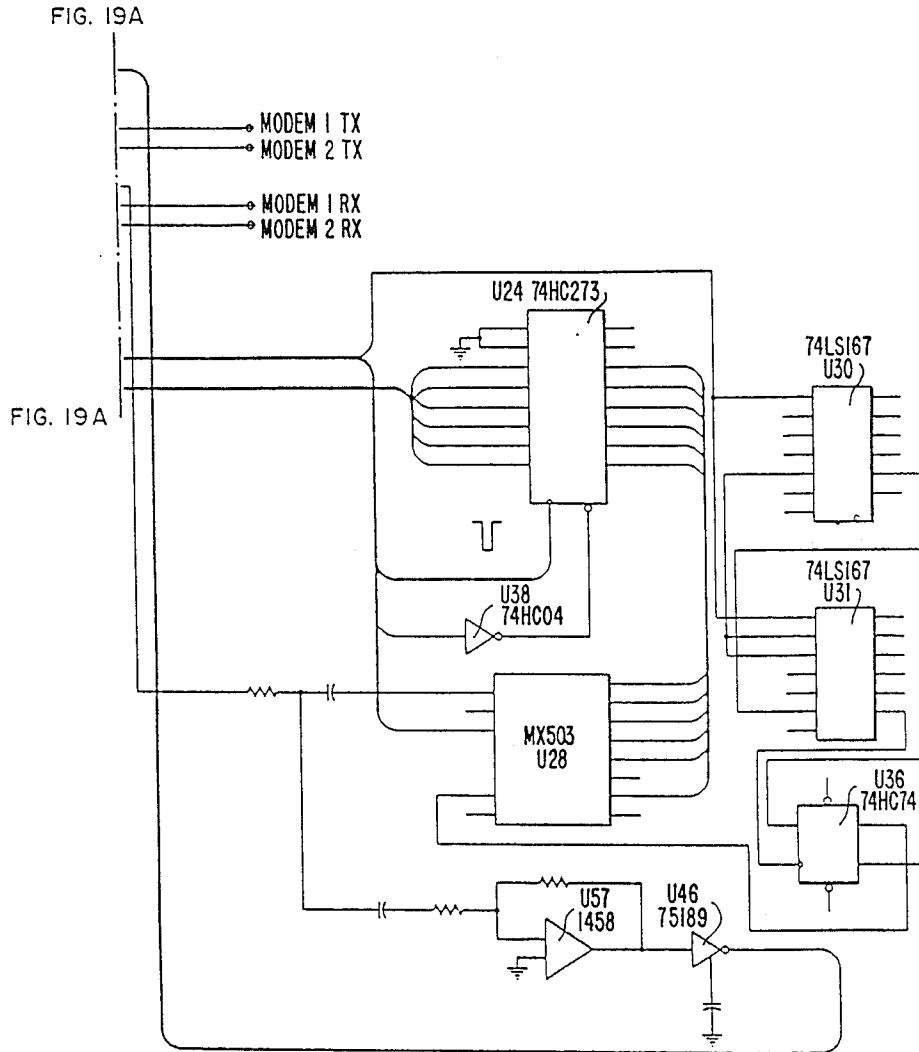 FIG. 19A
MODEM 1 TX
MODEM 2 TX
MODEM 1 RX
MODEM 2 RX
U24 74HC273
74LS167
U30
FIG. 19A
74LS167
U31
U38
74HC04
MX503
U28
U36
74HC74
U57
1458
U46
75189